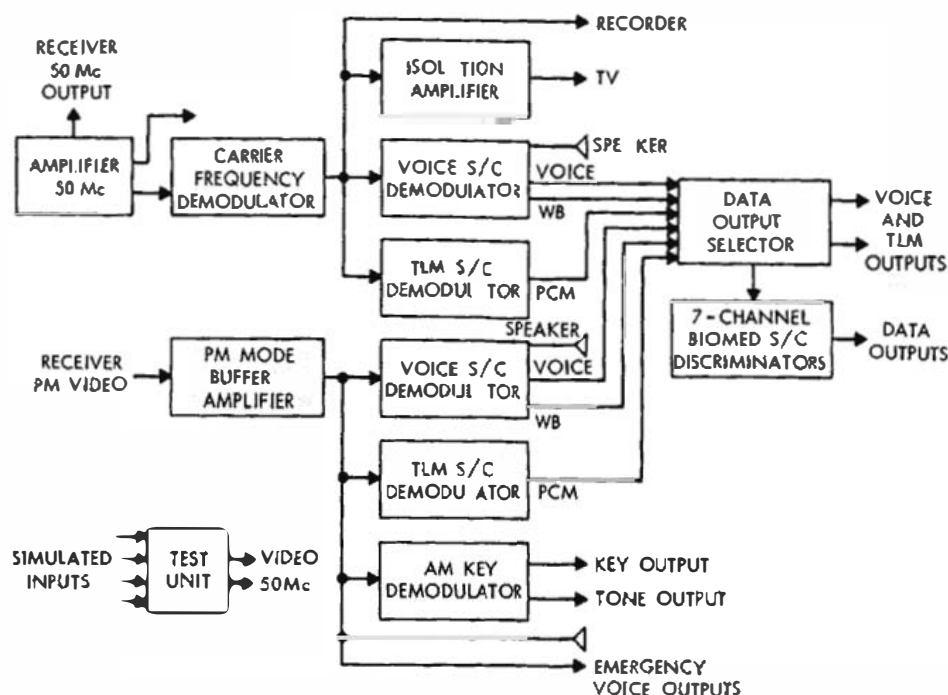 RECORDER
RECEIVER
50 Mc
OUTPUT
ISOL TION
AMPLIFIER
TV
AMPLIFIER
50 Mc
CARRIER
FREQUENCY
DEMODULATOR
VOICE S/C
DEMODULATOR
SPE KER
VOICE
WB
DATA
OUTPUT
SELECTOR
VOICE
AND
TLM
OUTPUTS
TLM S/C
DEMODUL TOR
PCM
7-CHANNEL
BIOMED S/C
DISCRIMINATORS
DATA
OUTPUTS
RECEIVER
PM VIDEO
PM MODE
BUFFER
AMPLIFIER
SPEAKER
VOICE S/C
DEMODUL TOR
VOICE
WB
TLM S/C
DEMODU ATOR
PCM
SIMULATED
INPUTS
TEST
UNIT
VIDEO
50Mc
AM KEY
DEMODULATOR
KEY OUTPUT
TONE OUTPUT
EMERGENCY
VOICE OUTPUTS